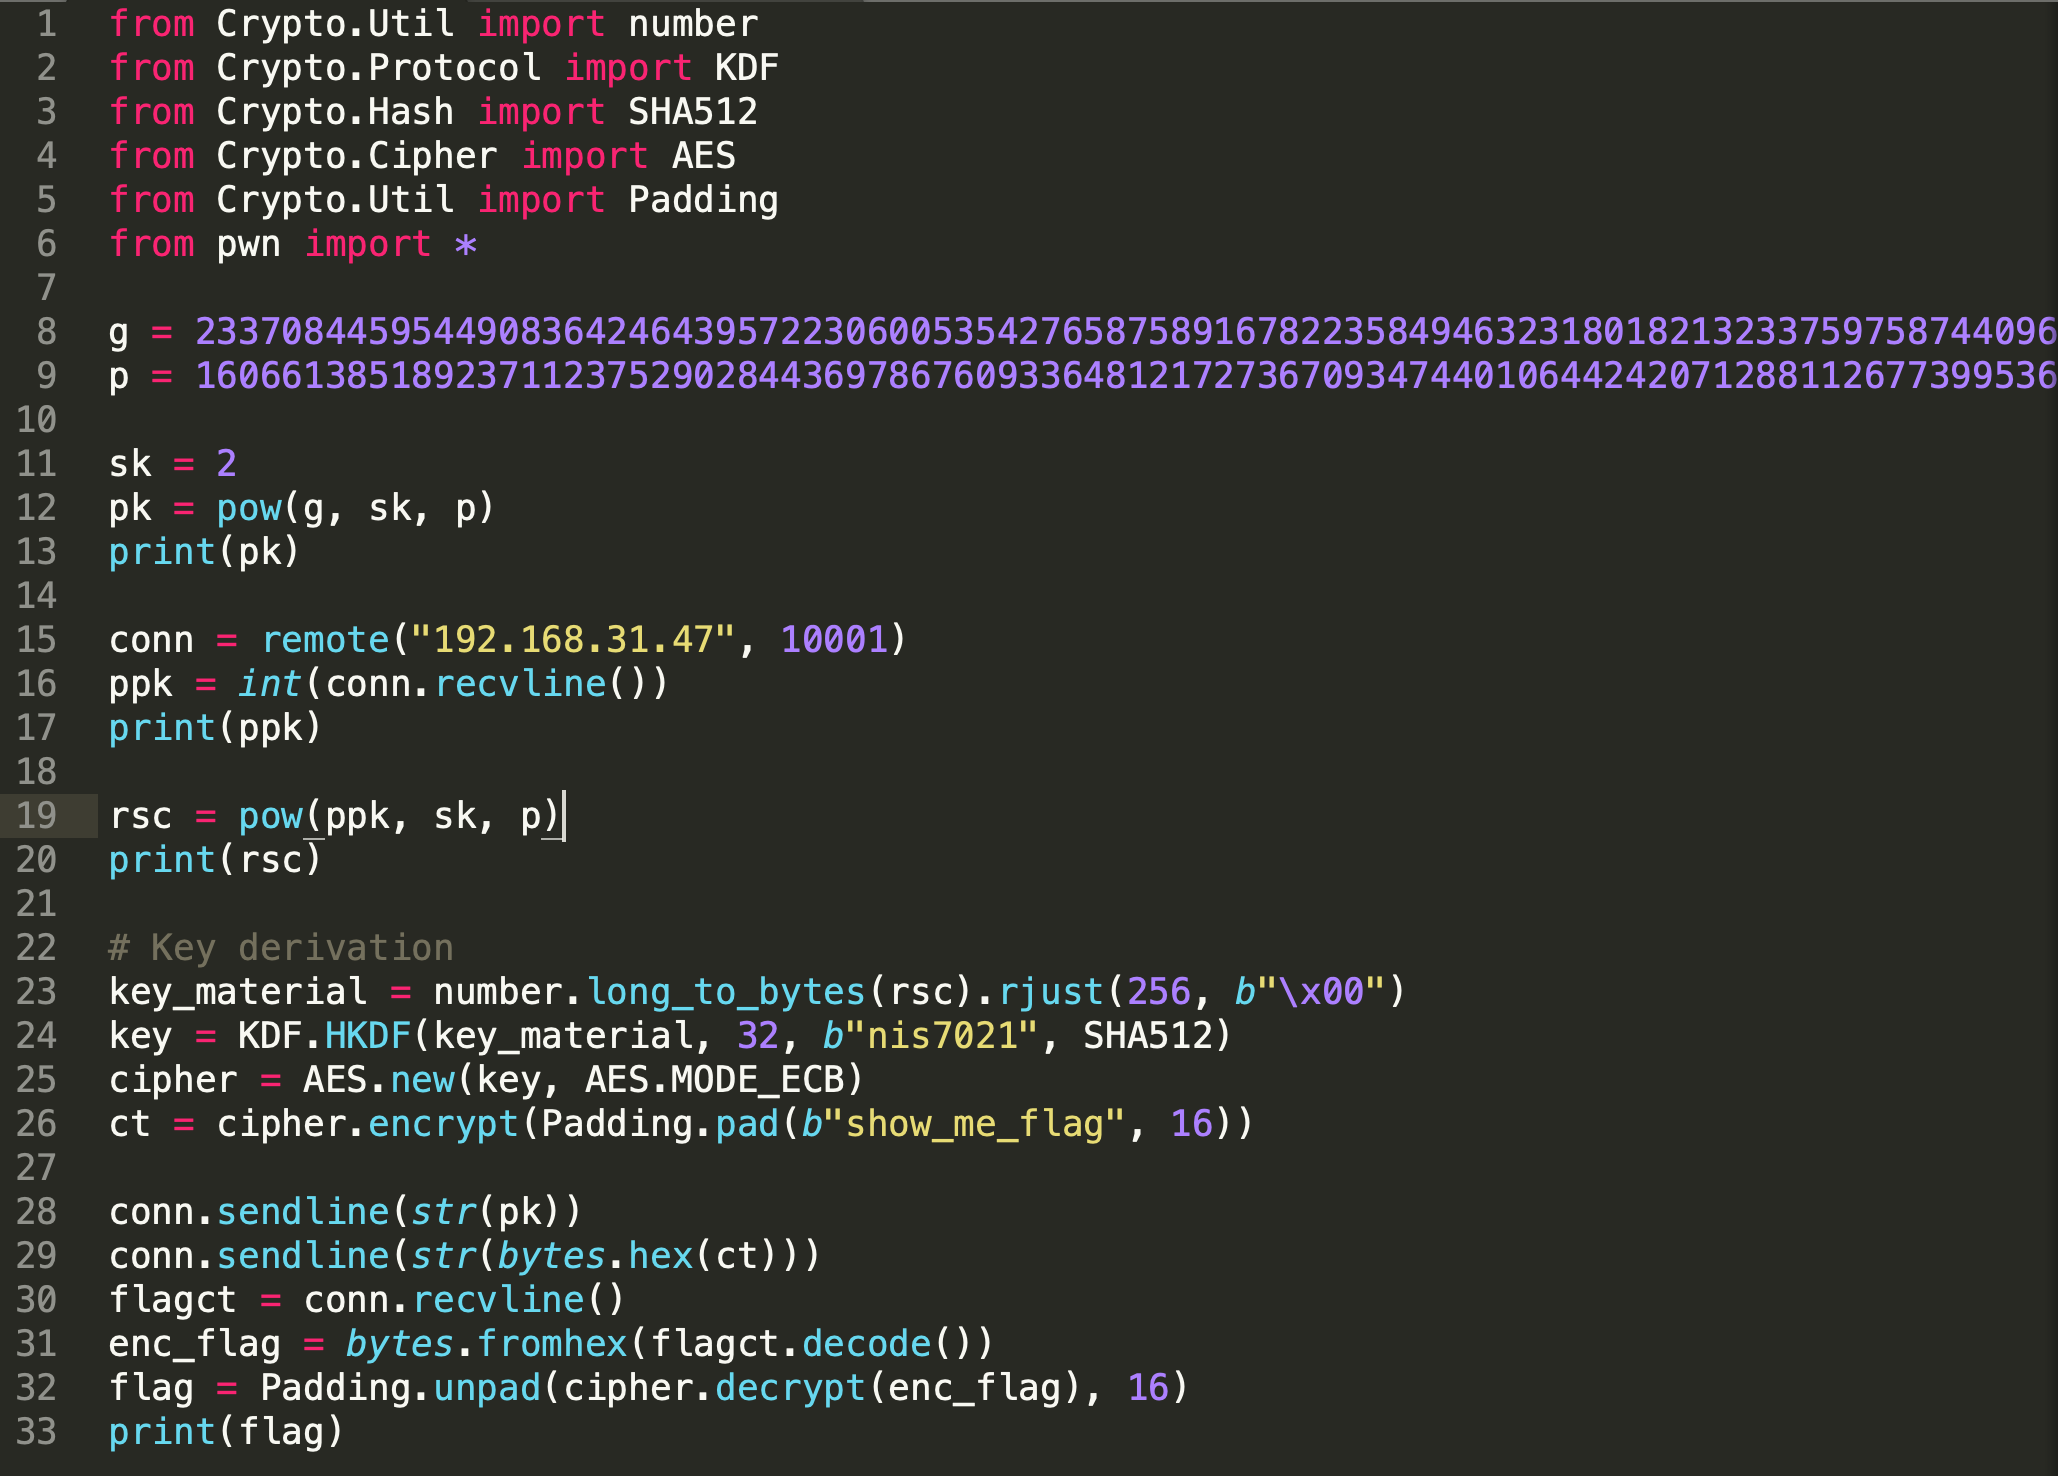 1 from Crypto.Util import number
2 from Crypto.Protocol import KDF
3 from Crypto.Hash import SHA512
4 from Crypto.Cipher import AES
5 from Crypto.Util import Padding
6 from pwn import *
7
8 g = 23370844595449083642464395722306005354276587589167822358494632318018213233759758744096
9 p = 16066138518923711237529028443697867609336481217273670934744010644242071288112677399536
10
11 sk = 2
12 pk = pow(g, sk, p)
13 print(pk)
14
15 conn = remote("192.168.31.47", 10001)
16 ppk = int(conn.recvline())
17 print(ppk)
18
19 rsc = pow(ppk, sk, p)
20 print(rsc)
21
22 # Key derivation
23 key_material = number.long_to_bytes(rsc).rjust(256, b"\x00")
24 key = KDF.HKDF(key_material, 32, b"nis7021", SHA512)
25 cipher = AES.new(key, AES.MODE_ECB)
26 ct = cipher.encrypt(Padding.pad(b"show_me_flag", 16))
27
28 conn.sendline(str(pk))
29 conn.sendline(str(bytes.hex(ct)))
30 flagct = conn.recvline()
31 enc_flag = bytes.fromhex(flagct.decode())
32 flag = Padding.unpad(cipher.decrypt(enc_flag), 16)
33 print(flag)